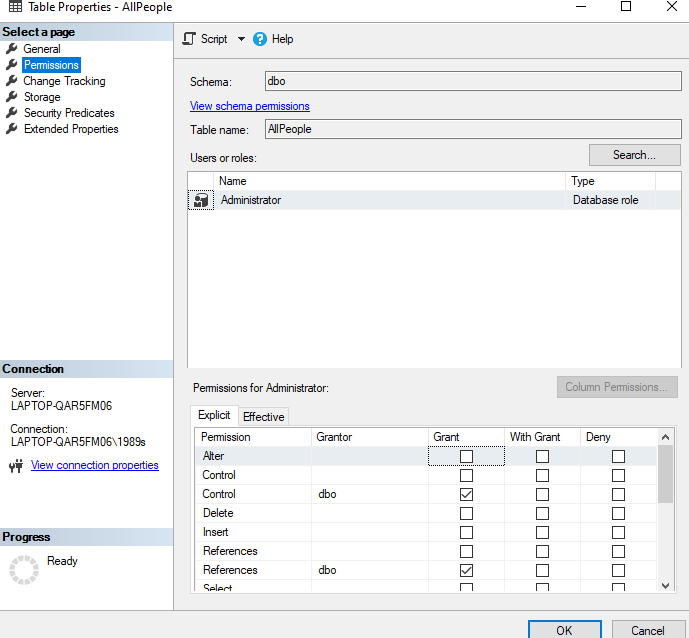 Table Properties - AllPeople
Select a page
General
Permissions
Change Tracking
Storage
Security Predicates
Extended Properties
Connection
Server:
LAPTOP-QAR5FM06
Connection:
LAPTOP-QAR5FM06\1989s
View connection properties
Progress
Ready
Script Help
Schema: dbo
View schema permissions
Table name: AllPeople
Users or roles: Search...
Name Type
Administrator Database role
Permissions for Administrator: Column Permissions...
Explicit Effective
Permission Grantor Grant With Grant Deny
Alter
Control
Control dbo
Delete
Insert
References
References dbo
Select
OK Cancel